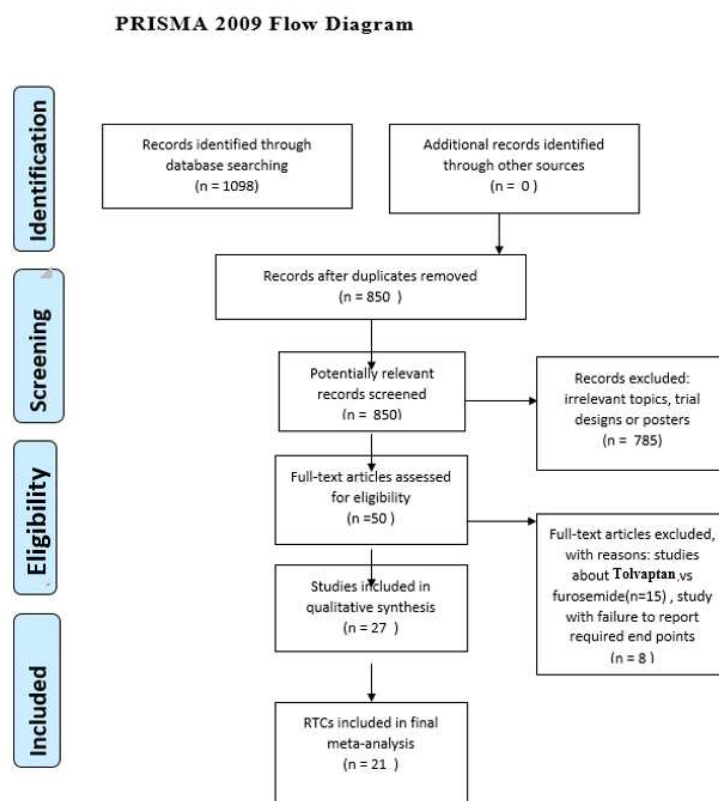 PRISMA 2009 Flow Diagram
Identification
Records identified through
database searching
(n = 1098)
Additional records identified
through other sources
(n = 0 )
Records after duplicates removed
(n = 850 )
Screening
Potentially relevant
records screened
(n = 850)
Records excluded:
irrelevant topics, trial
designs or posters
(n = 785)
Eligibility
Full-text articles assessed
for eligibility
(n =50 )
Full-text articles excluded,
with reasons: studies
about Tolvaptan vs
furosemide(n=15) , study
with failure to report
required end points
(n = 8 )
Studies included in
qualitative synthesis
(n = 27 )
Included
RTCs included in final
meta-analysis
(n = 21 )